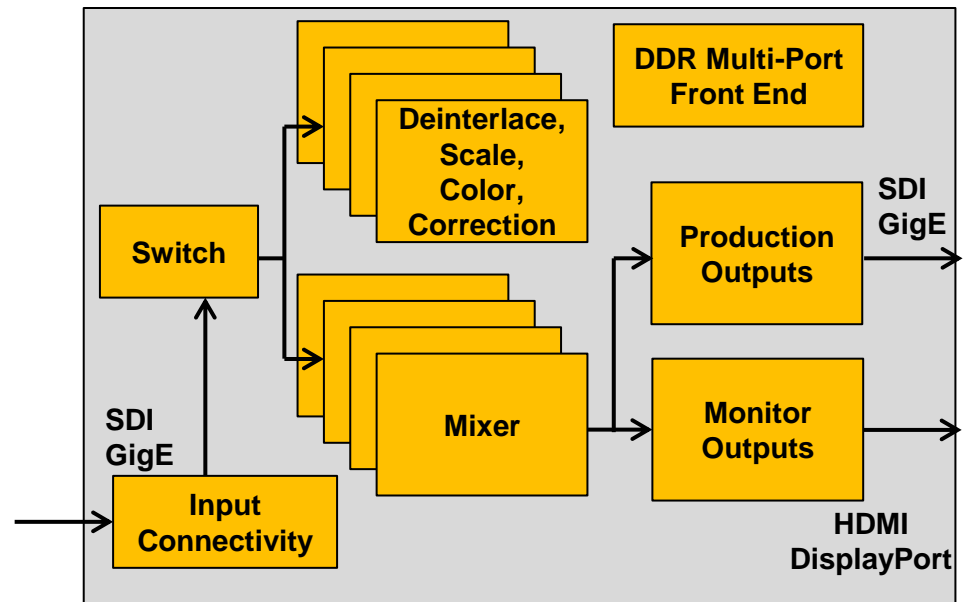 DDR Multi-Port
Front End
Deinterlace,
Scale,
Color,
Correction
Switch
Production
Outputs
SDI
GigE
Mixer
Monitor
Outputs
SDI
GigE
Input
Connectivity
HDMI
DisplayPort